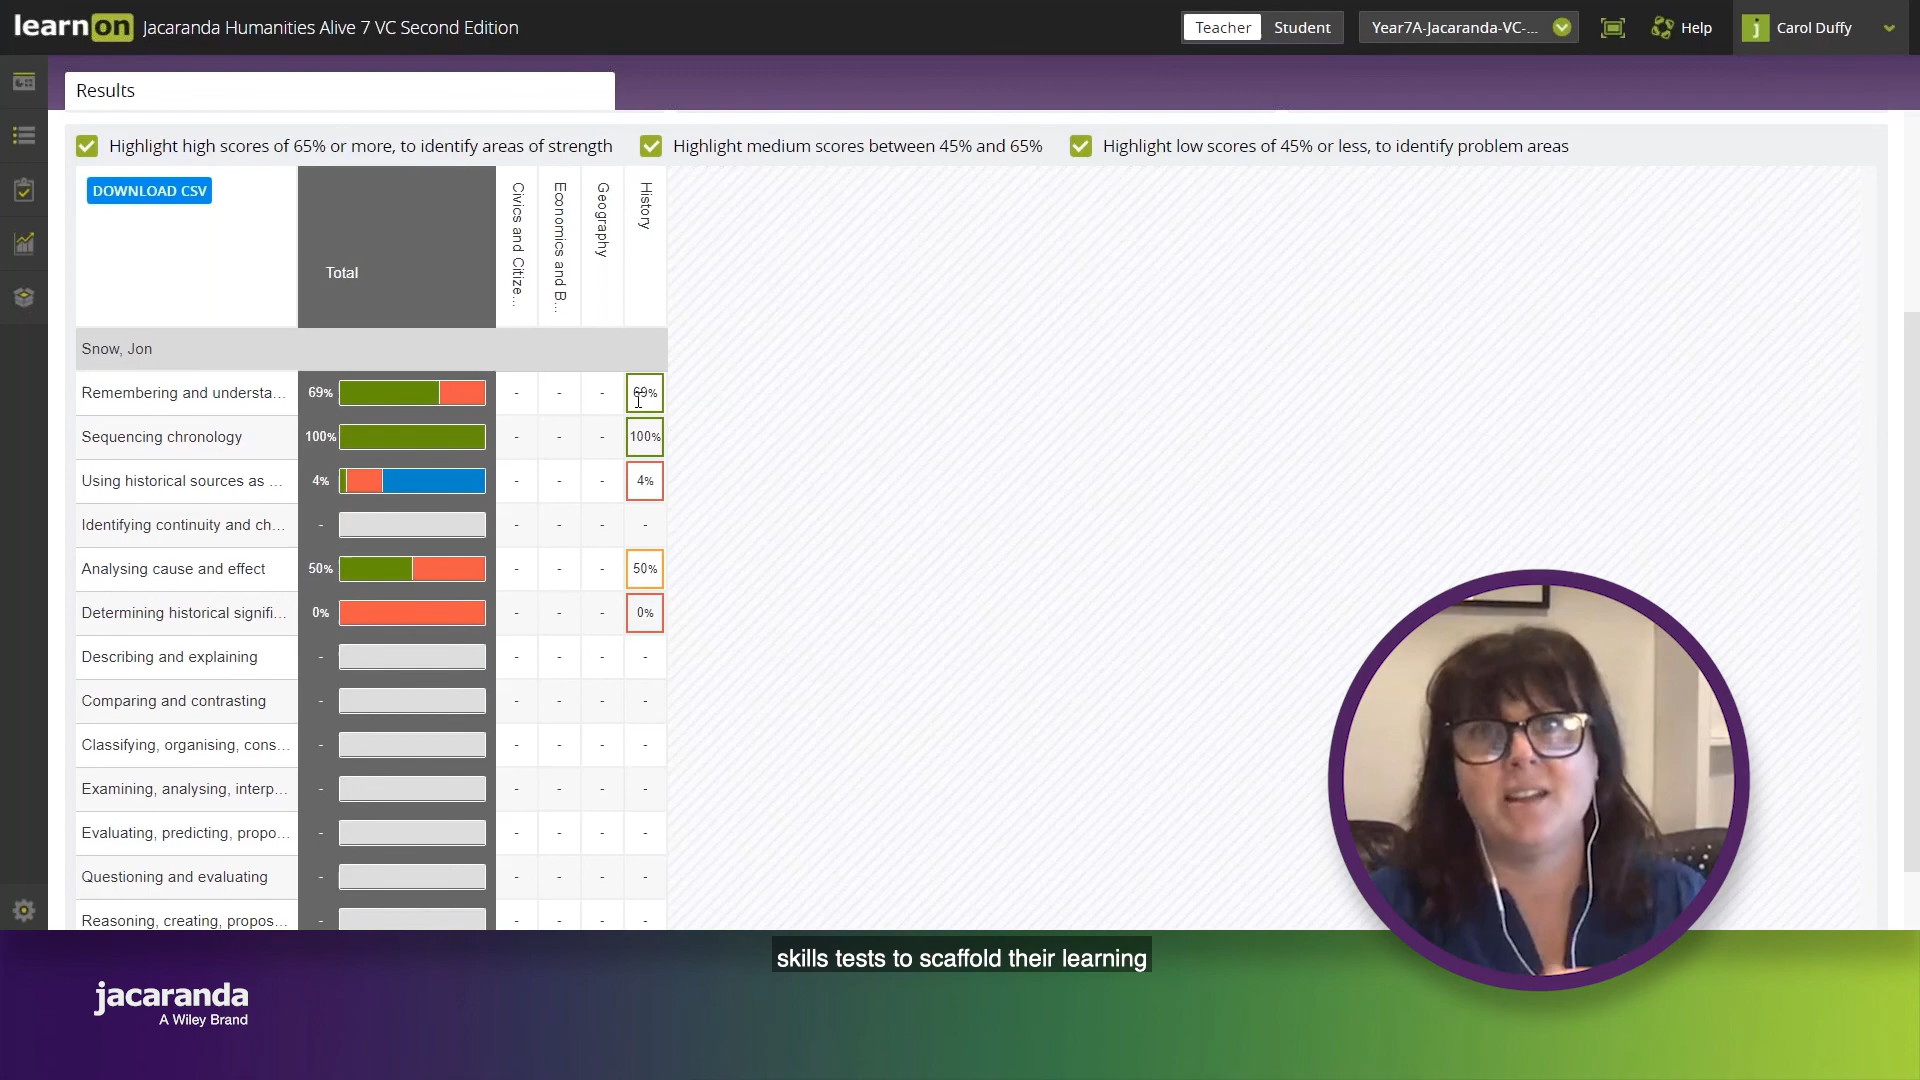 learnon Jacaranda Humanities Alive 7 VC Second Edition
Teacher Student Year7A-Jacaranda-VC-... Help j Carol Duffy
Results
Highlight high scores of 65% or more, to identify areas of strength
Highlight medium scores between 45% and 65%
Highlight low scores of 45% or less, to identify problem areas
DOWNLOAD CSV
Total
Civics and Citize...
Economics and B...
Geography
History
Snow, Jon
Remembering and understa... 69% - - - 69%
Sequencing chronology 100% - - - 100%
Using historical sources as ... 4% - - - 4%
Identifying continuity and ch... - - - - -
Analysing cause and effect 50% - - - 50%
Determining historical signifi... 0% - - - 0%
Describing and explaining - - - - -
Comparing and contrasting - - - - -
Classifying, organising, cons... - - - - -
Examining, analysing, interp... - - - - -
Evaluating, predicting, propo... - - - - -
Questioning and evaluating - - - - -
Reasoning, creating, propos... - - - - -
skills tests to scaffold their learning
jacaranda
A Wiley Brand